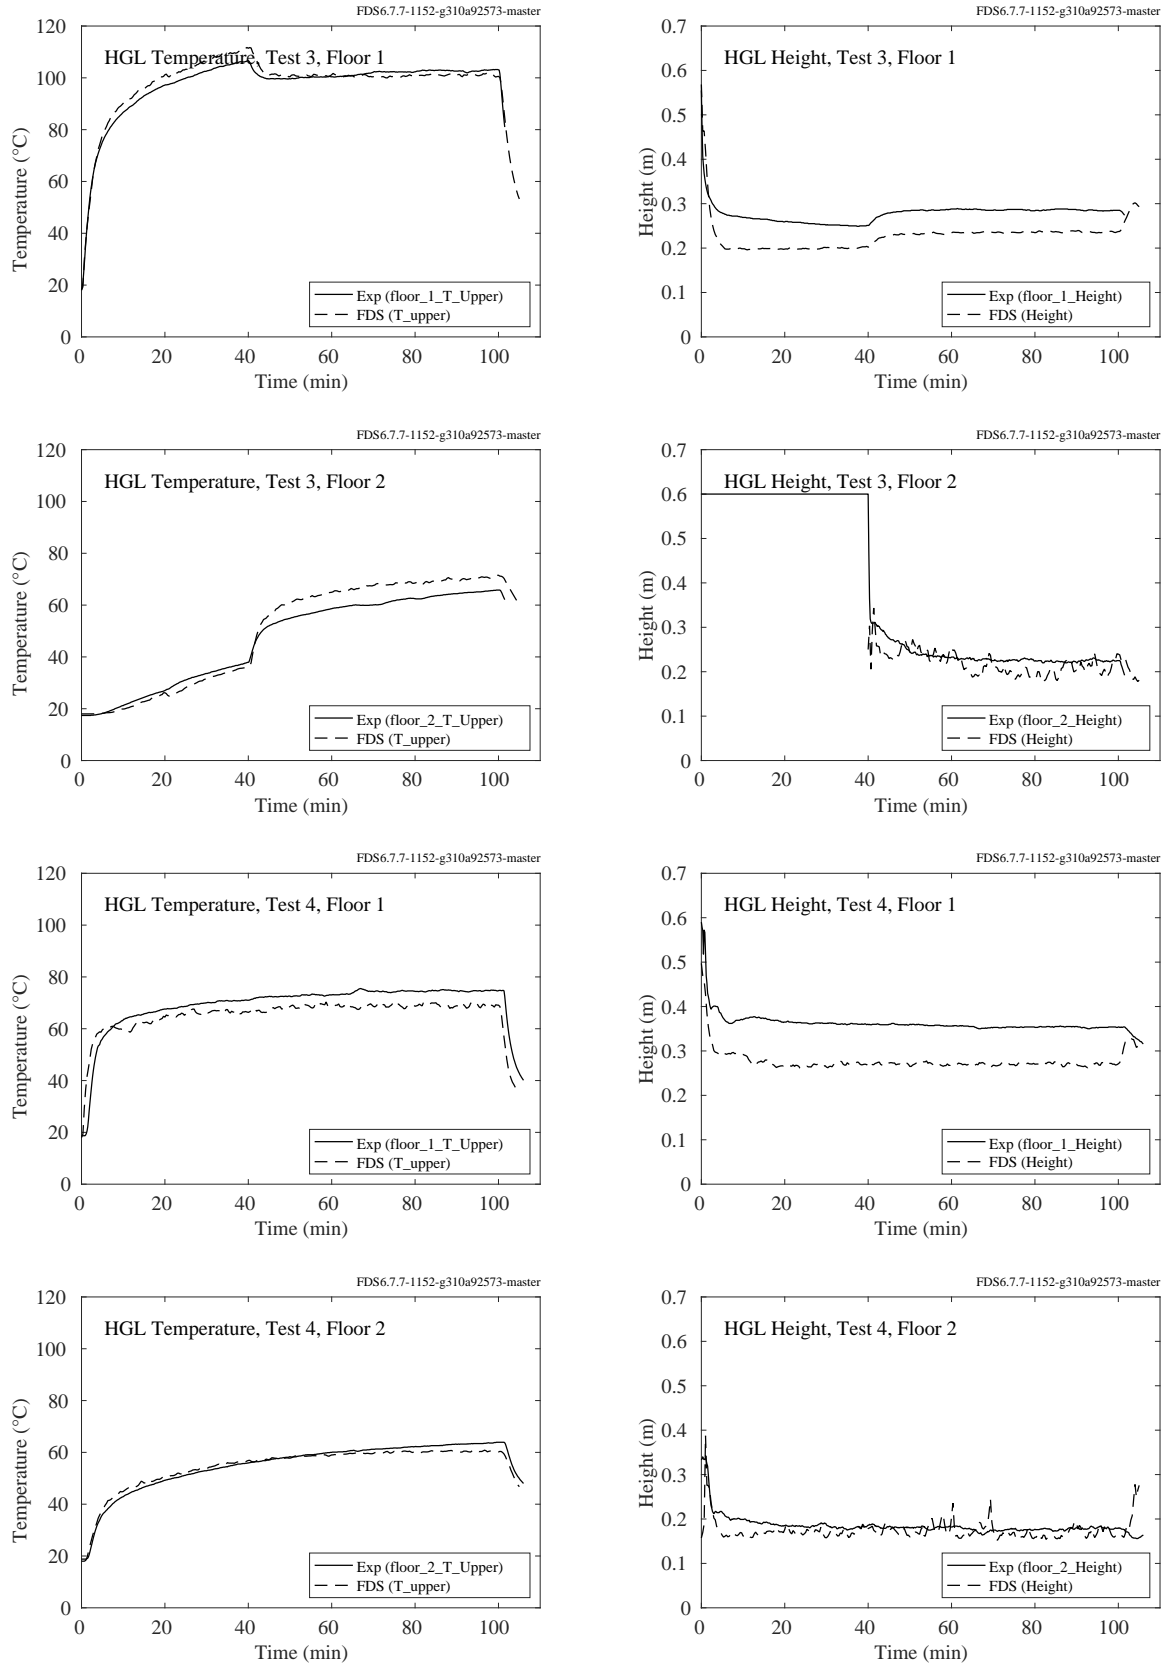 FDS6.7.7-1152-g310a92573-master
HGL Temperature, Test 3, Floor 1
Temperature (°C)
120
100
80
60
40
20
0
Exp (floor_1_T_Upper)
FDS (T_upper)
0 20 40 60 80 100
Time (min)
FDS6.7.7-1152-g310a92573-master
HGL Height, Test 3, Floor 1
Height (m)
0.7
0.6
0.5
0.4
0.3
0.2
0.1
0
Exp (floor_1_Height)
FDS (Height)
0 20 40 60 80 100
Time (min)
FDS6.7.7-1152-g310a92573-master
HGL Temperature, Test 3, Floor 2
Temperature (°C)
120
100
80
60
40
20
0
Exp (floor_2_T_Upper)
FDS (T_upper)
0 20 40 60 80 100
Time (min)
FDS6.7.7-1152-g310a92573-master
HGL Height, Test 3, Floor 2
Height (m)
0.7
0.6
0.5
0.4
0.3
0.2
0.1
0
Exp (floor_2_Height)
FDS (Height)
0 20 40 60 80 100
Time (min)
FDS6.7.7-1152-g310a92573-master
HGL Temperature, Test 4, Floor 1
Temperature (°C)
120
100
80
60
40
20
0
Exp (floor_1_T_Upper)
FDS (T_upper)
0 20 40 60 80 100
Time (min)
FDS6.7.7-1152-g310a92573-master
HGL Height, Test 4, Floor 1
Height (m)
0.7
0.6
0.5
0.4
0.3
0.2
0.1
0
Exp (floor_1_Height)
FDS (Height)
0 20 40 60 80 100
Time (min)
FDS6.7.7-1152-g310a92573-master
HGL Temperature, Test 4, Floor 2
Temperature (°C)
120
100
80
60
40
20
0
Exp (floor_2_T_Upper)
FDS (T_upper)
0 20 40 60 80 100
Time (min)
FDS6.7.7-1152-g310a92573-master
HGL Height, Test 4, Floor 2
Height (m)
0.7
0.6
0.5
0.4
0.3
0.2
0.1
0
Exp (floor_2_Height)
FDS (Height)
0 20 40 60 80 100
Time (min)